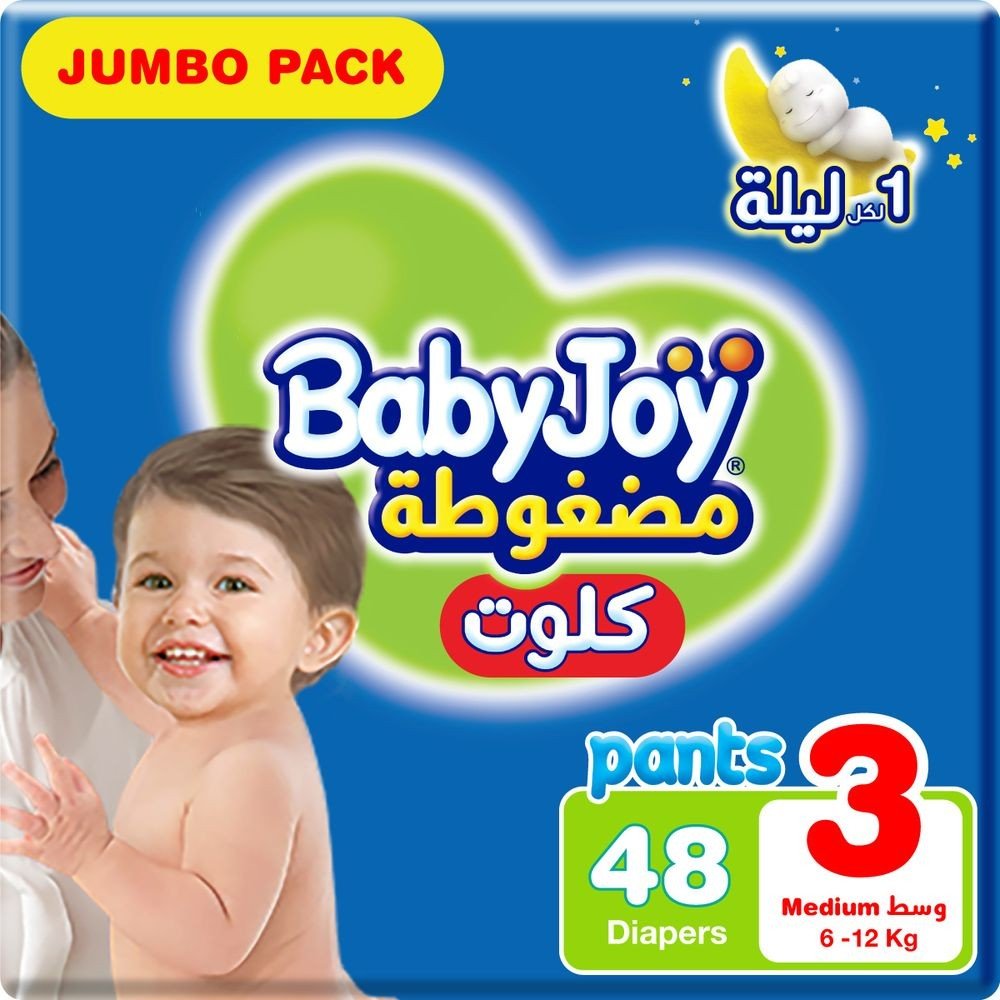 JUMBO PACK
1 لكل ليلة
BabyJoy®
مضغوطة
كلوت
pants
3
48
Diapers
Medium وسط
6 -12 Kg